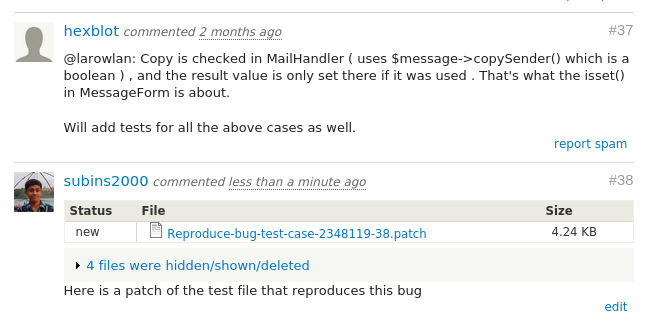 hexblot commented 2 months ago #37
@larowlan: Copy is checked in MailHandler ( uses $message->copySender() which is a
boolean ) , and the result value is only set there if it was used . That's what the isset()
in MessageForm is about.
Will add tests for all the above cases as well.
report spam
subins2000 commented less than a minute ago #38
Status File Size
new Reproduce-bug-test-case-2348119-38.patch 4.24 KB
4 files were hidden/shown/deleted
Here is a patch of the test file that reproduces this bug
edit